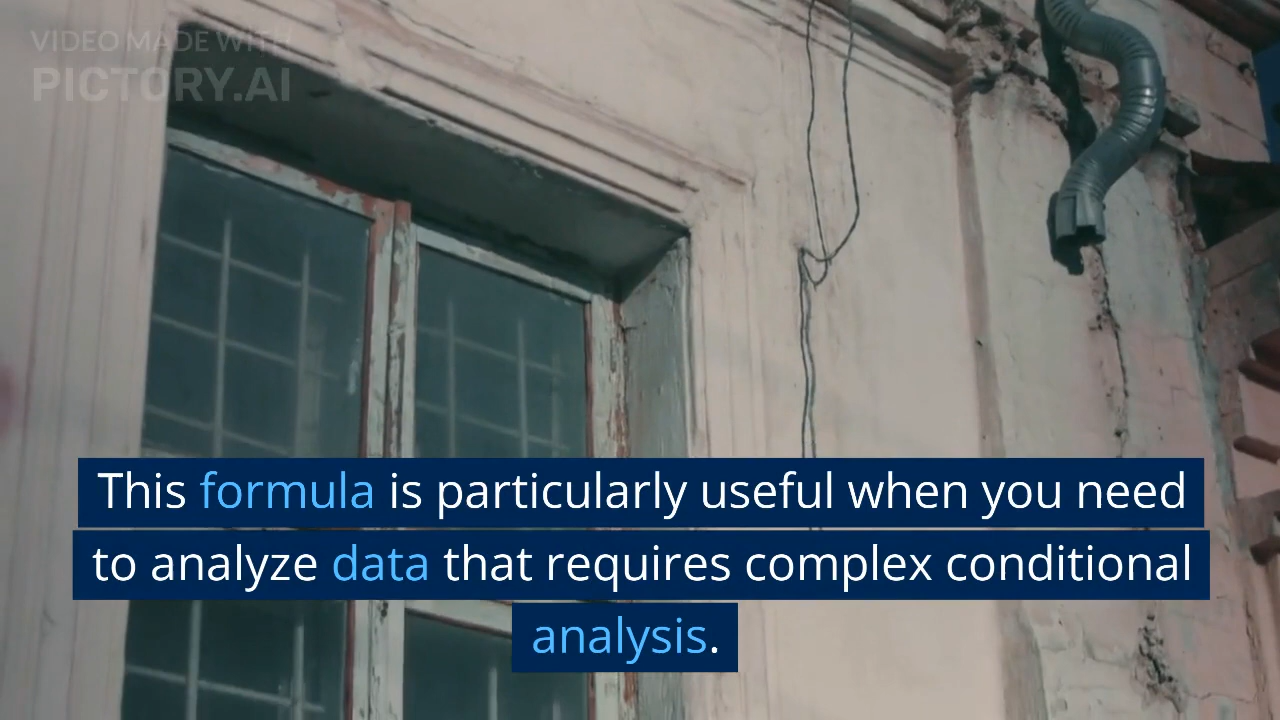 VIDEO MADE WITH
PICTORY.AI
This formula is particularly useful when you need
to analyze data that requires complex conditional
analysis.